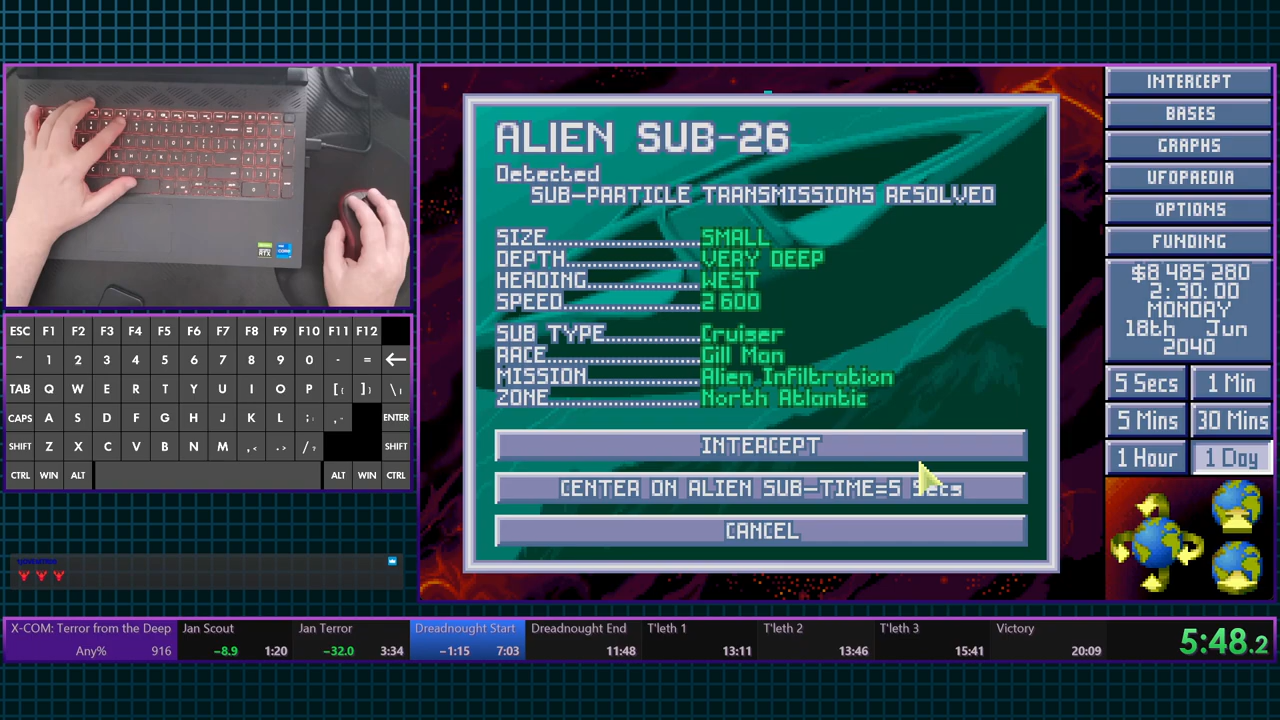 ALIEN SUB-26
Detected
SUB-PARTICLE TRANSMISSIONS RESOLVED
SIZE........................SMALL
DEPTH......................VERY DEEP
HEADING..................WEST
SPEED......................2 600
SUB TYPE................Cruiser
RACE........................Gill Man
MISSION...................Alien Infiltration
ZONE........................North Atlantic
INTERCEPT
CENTER ON ALIEN SUB-TIME=5 Secs
CANCEL
INTERCEPT
BASES
GRAPHS
UFOPAEDIA
OPTIONS
FUNDING
$8 485 280
2:30:00
MONDAY
18th Jun
2040
5 Secs 1 Min
5 Mins 30 Mins
1 Hour 1 Day
ESC F1 F2 F3 F4 F5 F6 F7 F8 F9 F10 F11 F12
~ 1 2 3 4 5 6 7 8 9 0 - = ←
TAB Q W E R T Y U I O P [{ ]} \|
CAPS A S D F G H J K L ;: ,- ENTER
SHIFT Z X C V B N M ,< .> /? SHIFT
CTRL WIN ALT ALT WIN CTRL
X-COM: Terror from the Deep
Any% 916
Jan Scout
-8.9 1:20
Jan Terror
-32.0 3:34
Dreadnought Start
-1:15 7:03
Dreadnought End
11:48
T'leth 1
13:11
T'leth 2
13:46
T'leth 3
15:41
Victory
20:09
5:48.2